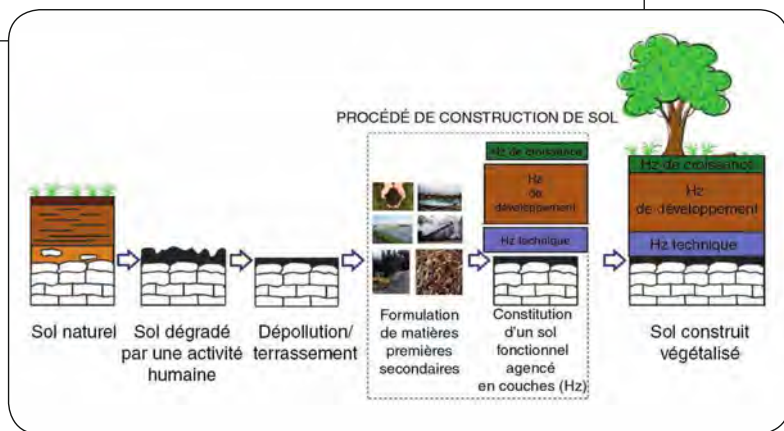 PROCÉDÉ DE CONSTRUCTION DE SOL
Hz de croissance
Hz
de
développement
Hz technique
Hz de croissance
Hz
de développement
Hz technique
Sol naturel
Sol dégradé
par une activité
humaine
Dépollution/
terrassement
Formulation
de matières
premières
secondaires
Constitution
d'un sol
fonctionnel
agencé
en couches (Hz)
Sol construit
végétalisé